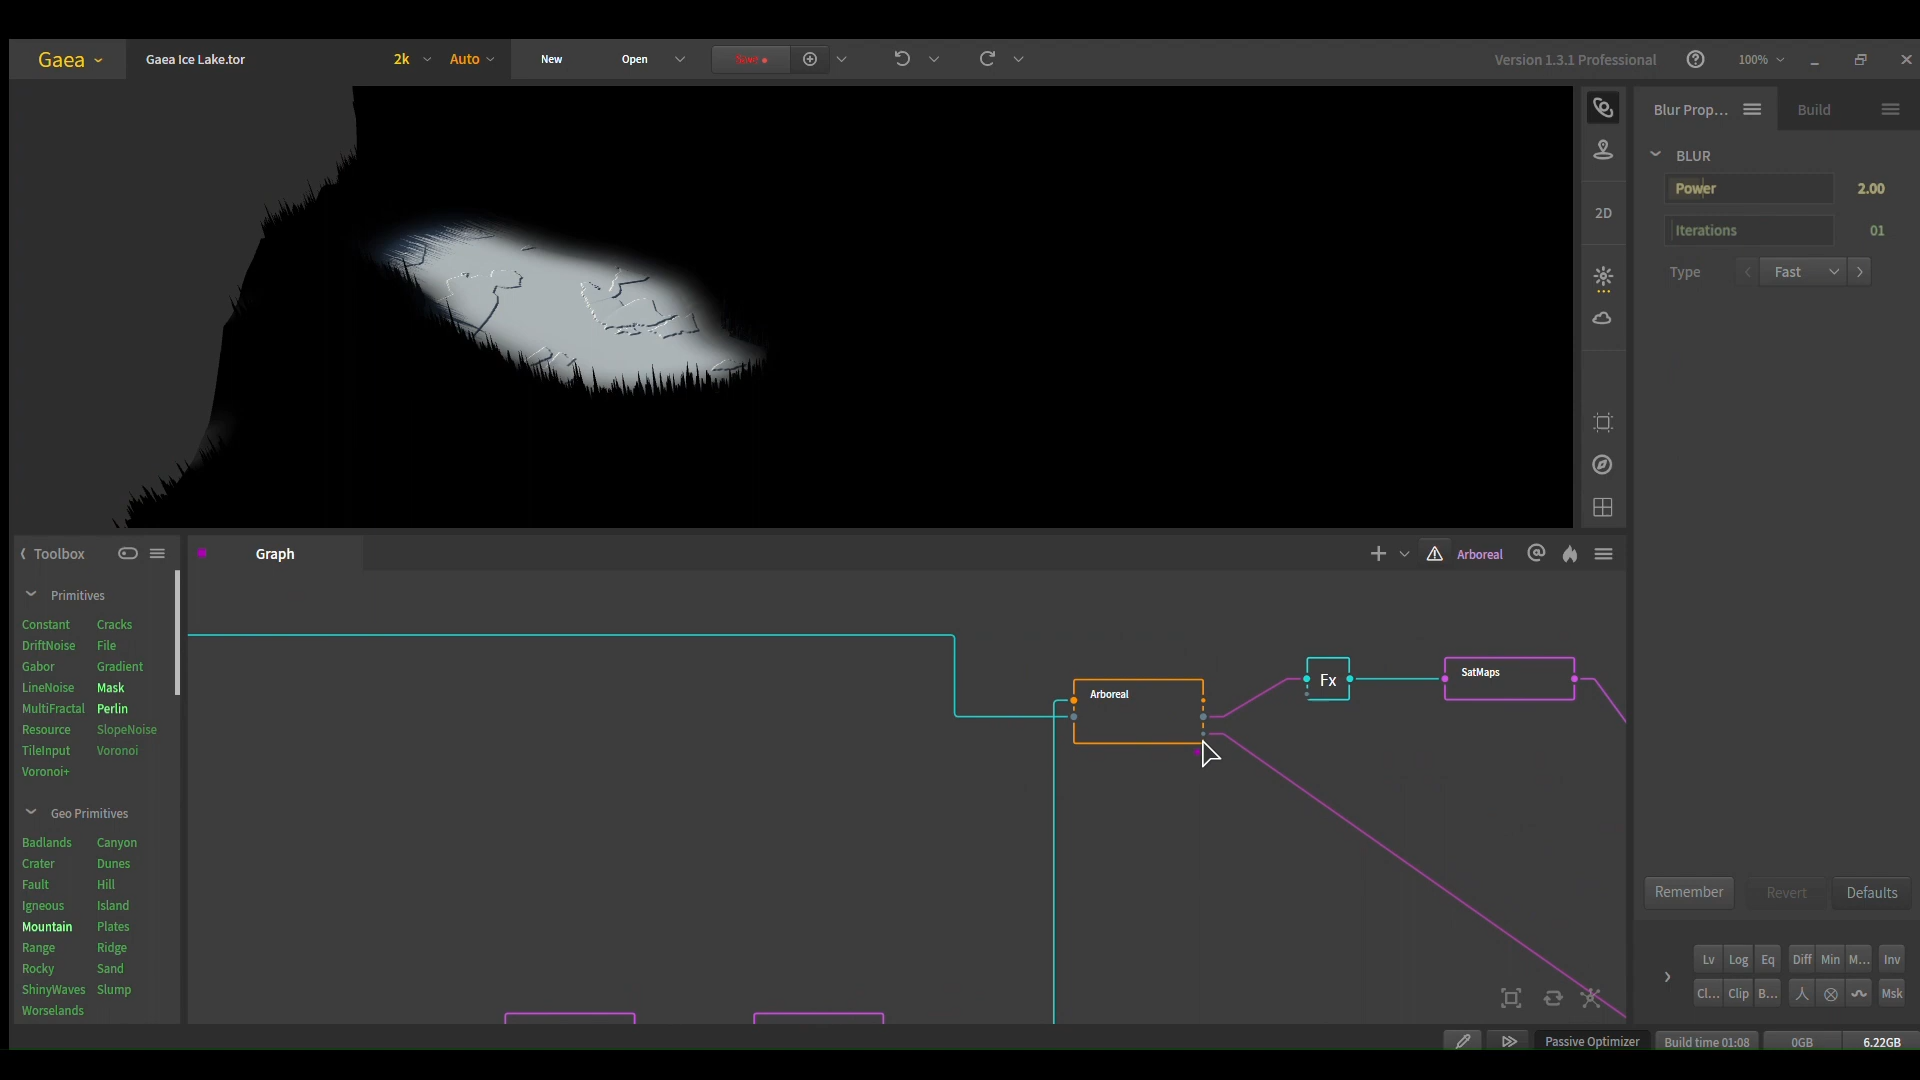 Gaea
Gaea Ice Lake.tor
2k
Auto
New
Open
Save
Version 1.3.1 Professional
100%
Blur Prop...
Build
BLUR
Power 2.00
Iterations 01
Type Fast
2D
Toolbox
Graph
Arboreal
Primitives
Constant Cracks
DriftNoise File
Gabor Gradient
LineNoise Mask
MultiFractal Perlin
Resource SlopeNoise
TileInput Voronoi
Voronoi+
Geo Primitives
Badlands Canyon
Crater Dunes
Fault Hill
Igneous Island
Mountain Plates
Range Ridge
Rocky Sand
ShinyWaves Slump
Worselands
Arboreal
Fx
SatMaps
Remember Revert Defaults
Lv Log Eq Diff Min M... Inv
Cl... Clip B... Msk
Passive Optimizer Build time 01:08 0GB 6.22GB